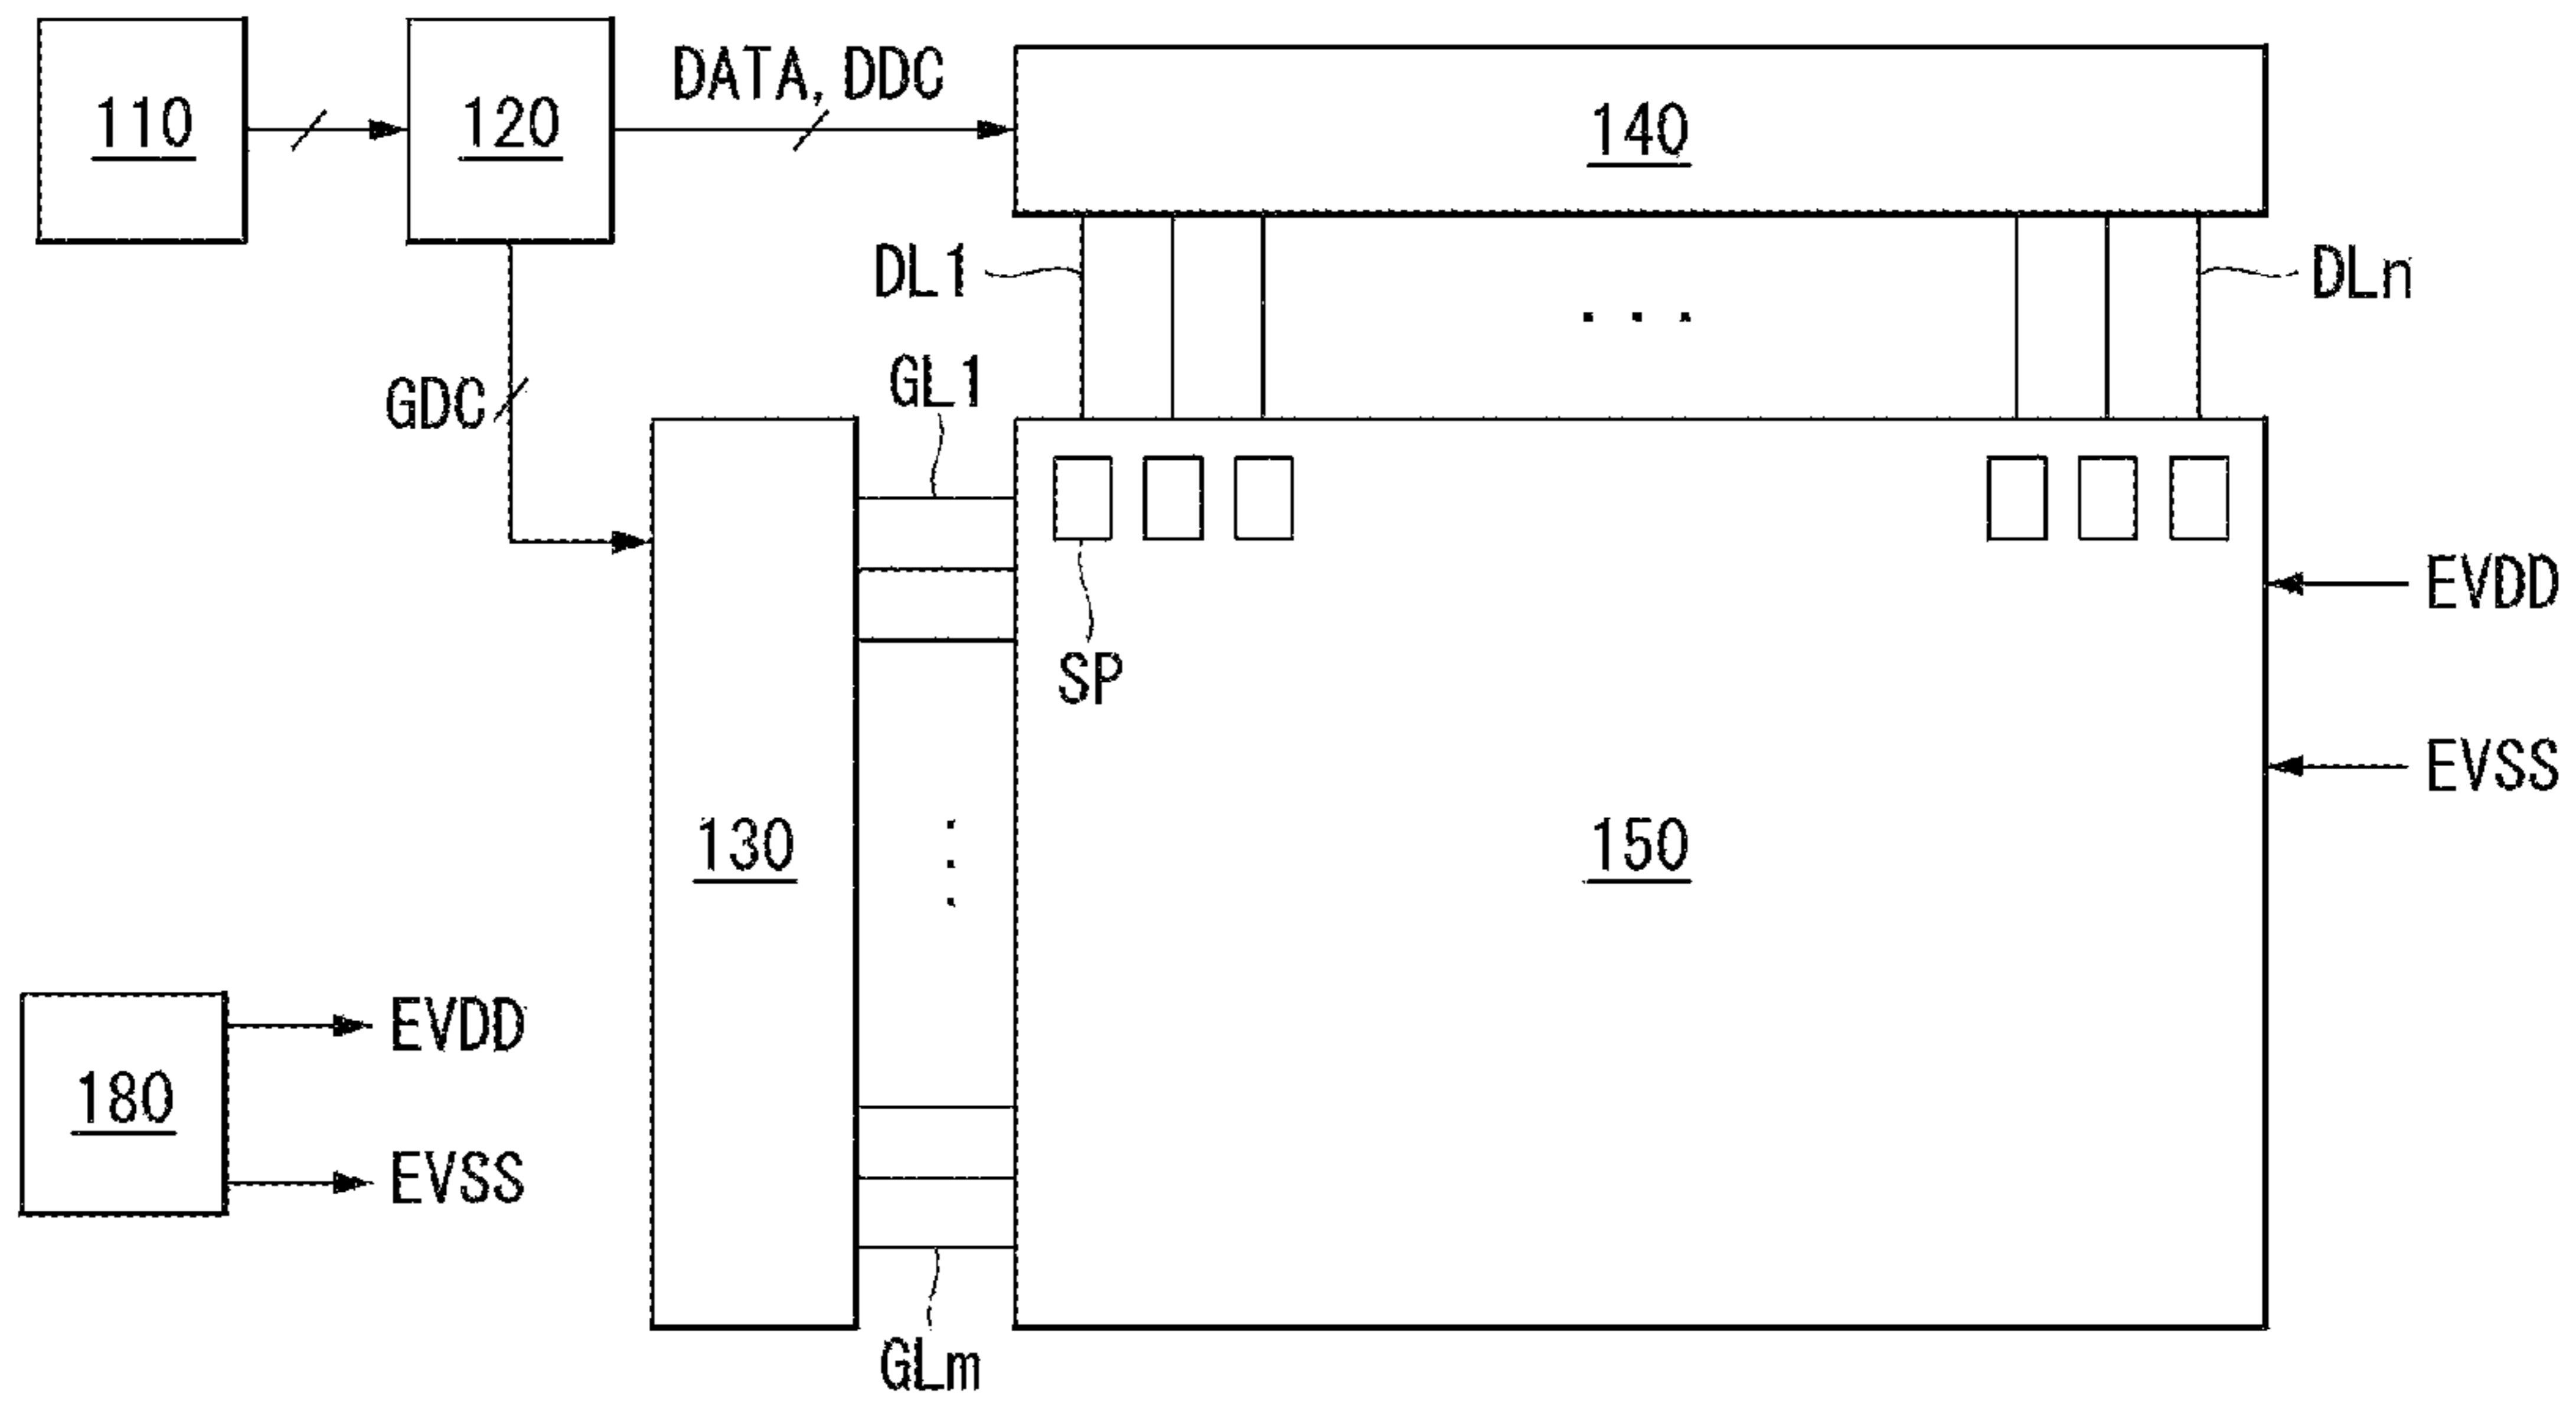 110
120
DATA, DDC
140
DL1
DLn
GDC
GL1
SP
EVDD
EVSS
130
150
180
EVDD
EVSS
GLm